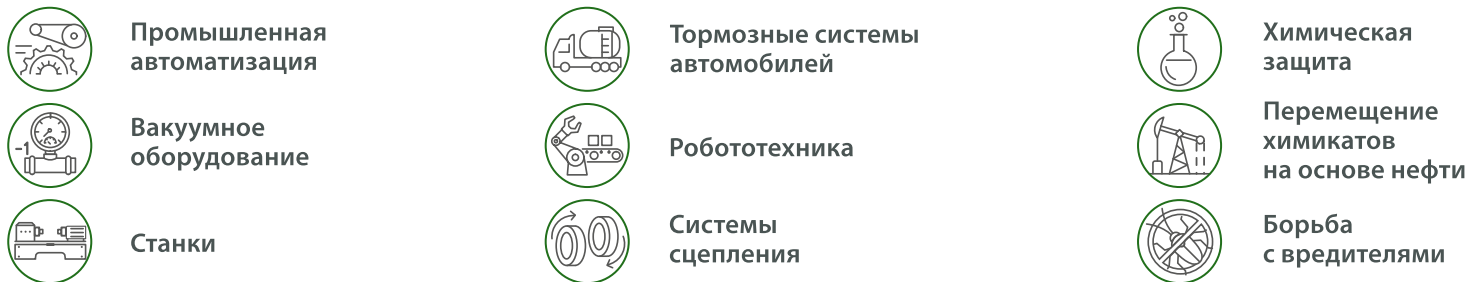 Промышленная
автоматизация
Вакуумное
оборудование
-1
Станки
Тормозные системы
автомобилей
Робототехника
Системы
сцепления
Химическая
защита
Перемещение
химикатов
на основе нефти
Борьба
с вредителями